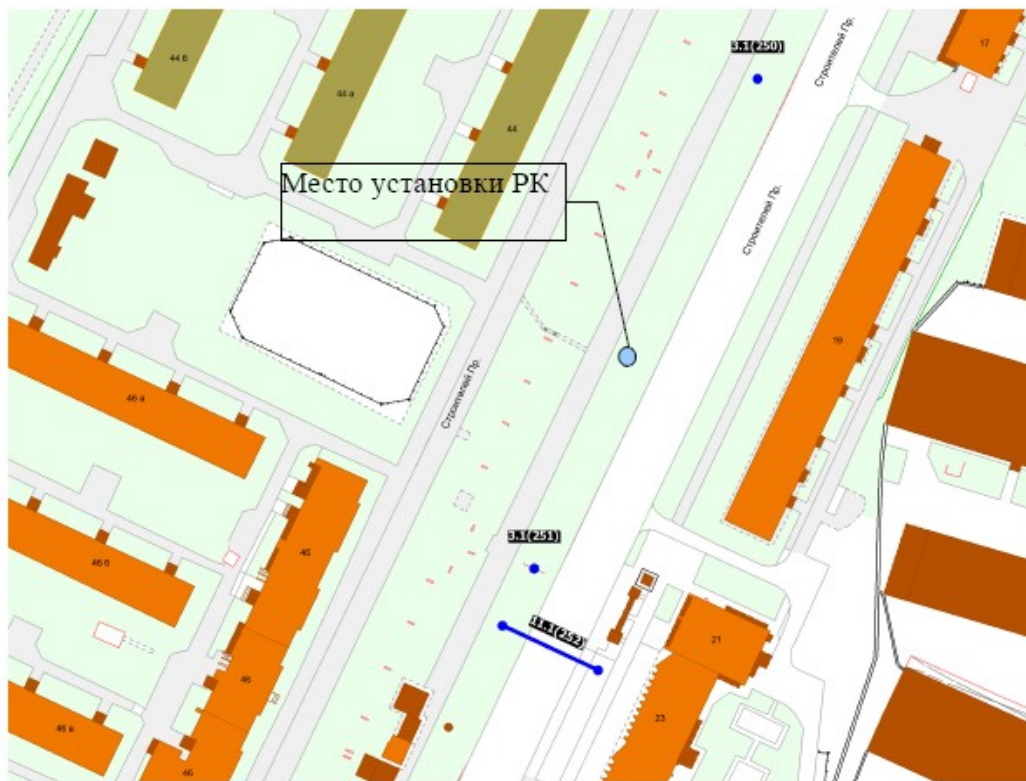 3.1(250)
Строителей Пр.
17
44 б
44 а
44
Место установки РК
Строителей Пр.
19
Строителей Пр.
46 а
46 б
46
3.1(251)
11.1(252)
21
46
23
46 в
46